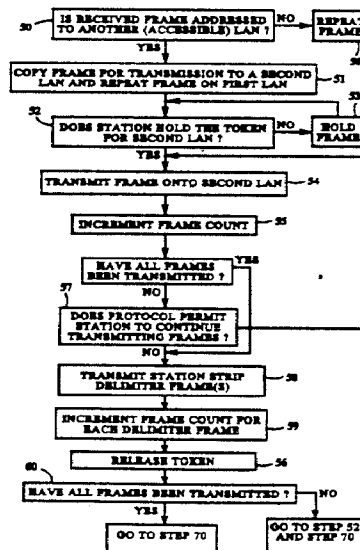 IS RECEIVED FRAME ADDRESSED
TO ANOTHER (ACCESSIBLE) LAN ?
NO
REPEAT
FRAME
50
YES
COPY FRAME FOR TRANSMISSION TO A SECOND
LAN AND REPEAT FRAME ON FIRST LAN
51
52
53
DOES STATION HOLD THE TOKEN
FOR SECOND LAN ?
NO
HOLD
FRAME
YES
TRANSMIT FRAME ONTO SECOND LAN
54
INCREMENT FRAME COUNT
55
HAVE ALL FRAMES
BEEN TRANSMITTED ?
YES
57
NO
DOES PROTOCOL PERMIT
STATION TO CONTINUE
TRANSMITTING FRAMES ?
NO
TRANSMIT STATION STRIP
DELIMITER FRAME(S)
58
INCREMENT FRAME COUNT FOR
EACH DELIMITER FRAME
59
RELEASE TOKEN
56
60
HAVE ALL FRAMES BEEN TRANSMITTED ?
NO
YES
GO TO STEP 70
GO TO STEP 52
AND STEP 70